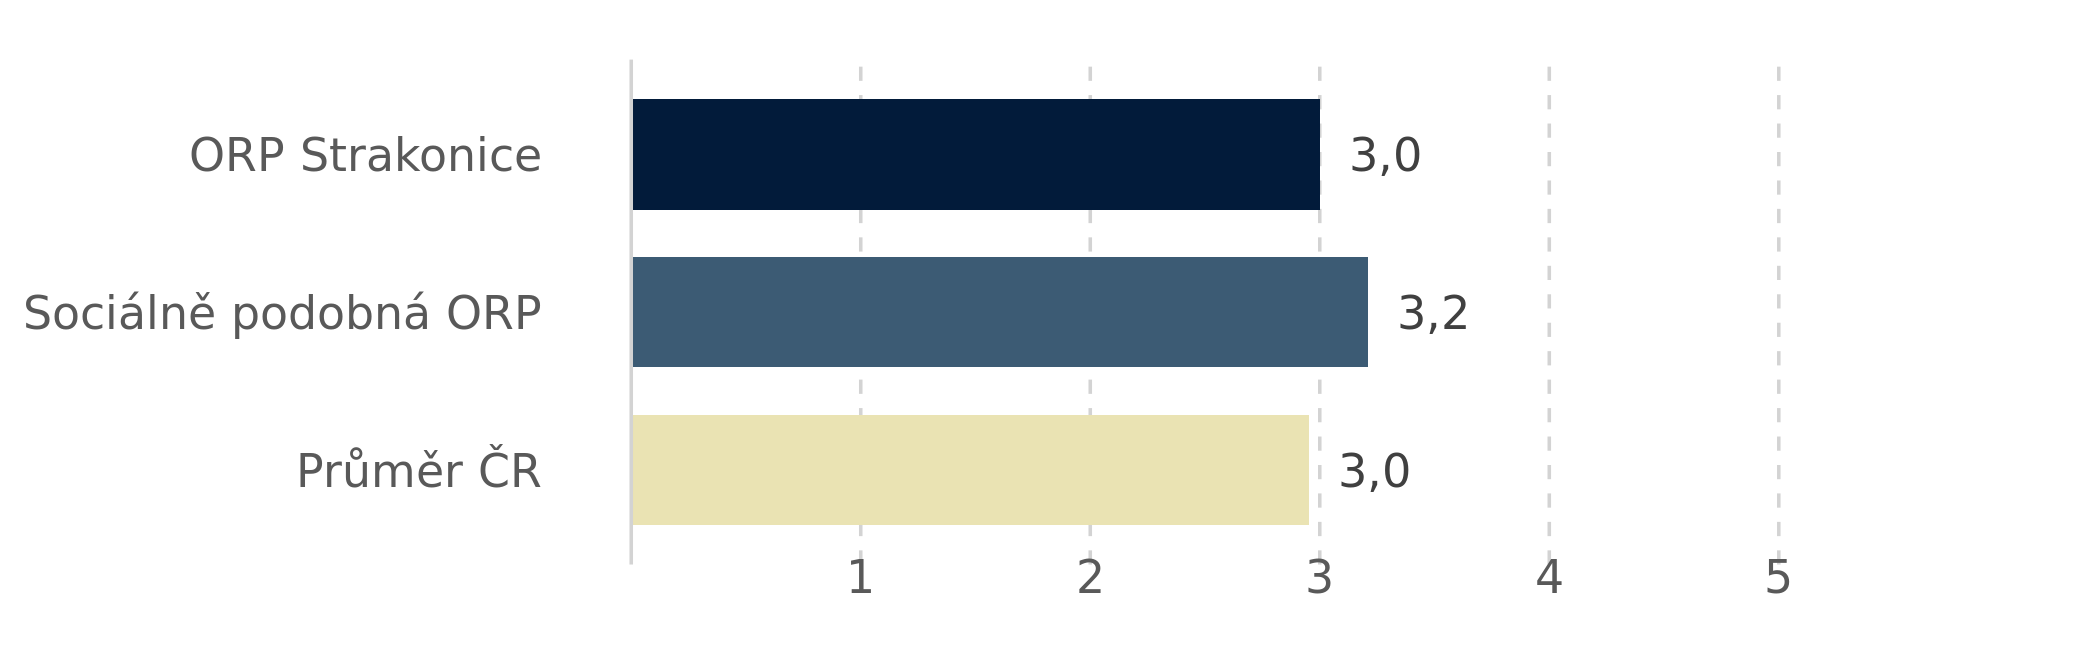 ORP Strakonice 3,0
Sociálně podobná ORP 3,2
Průměr ČR 3,0
1 2 3 4 5